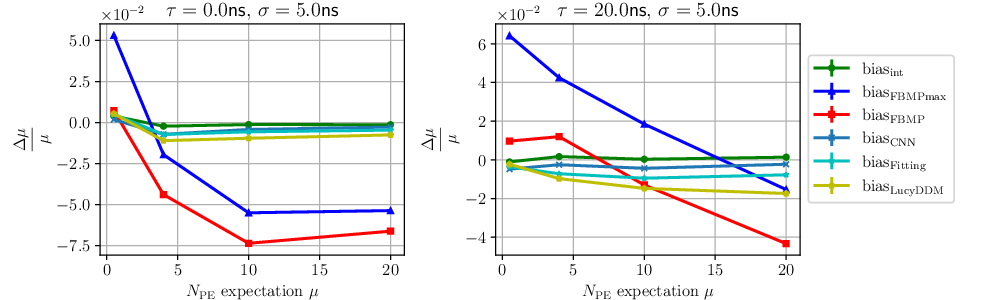 ×10⁻² τ = 0.0ns, σ = 5.0ns
5.0
2.5
0.0
−2.5
−5.0
−7.5
Δμ/μ
0 5 10 15 20
N_PE expectation μ
×10⁻² τ = 20.0ns, σ = 5.0ns
6
4
2
0
−2
−4
Δμ/μ
0 5 10 15 20
N_PE expectation μ
bias_int
bias_FBMPmax
bias_FBMP
bias_CNN
bias_Fitting
bias_LucyDDM